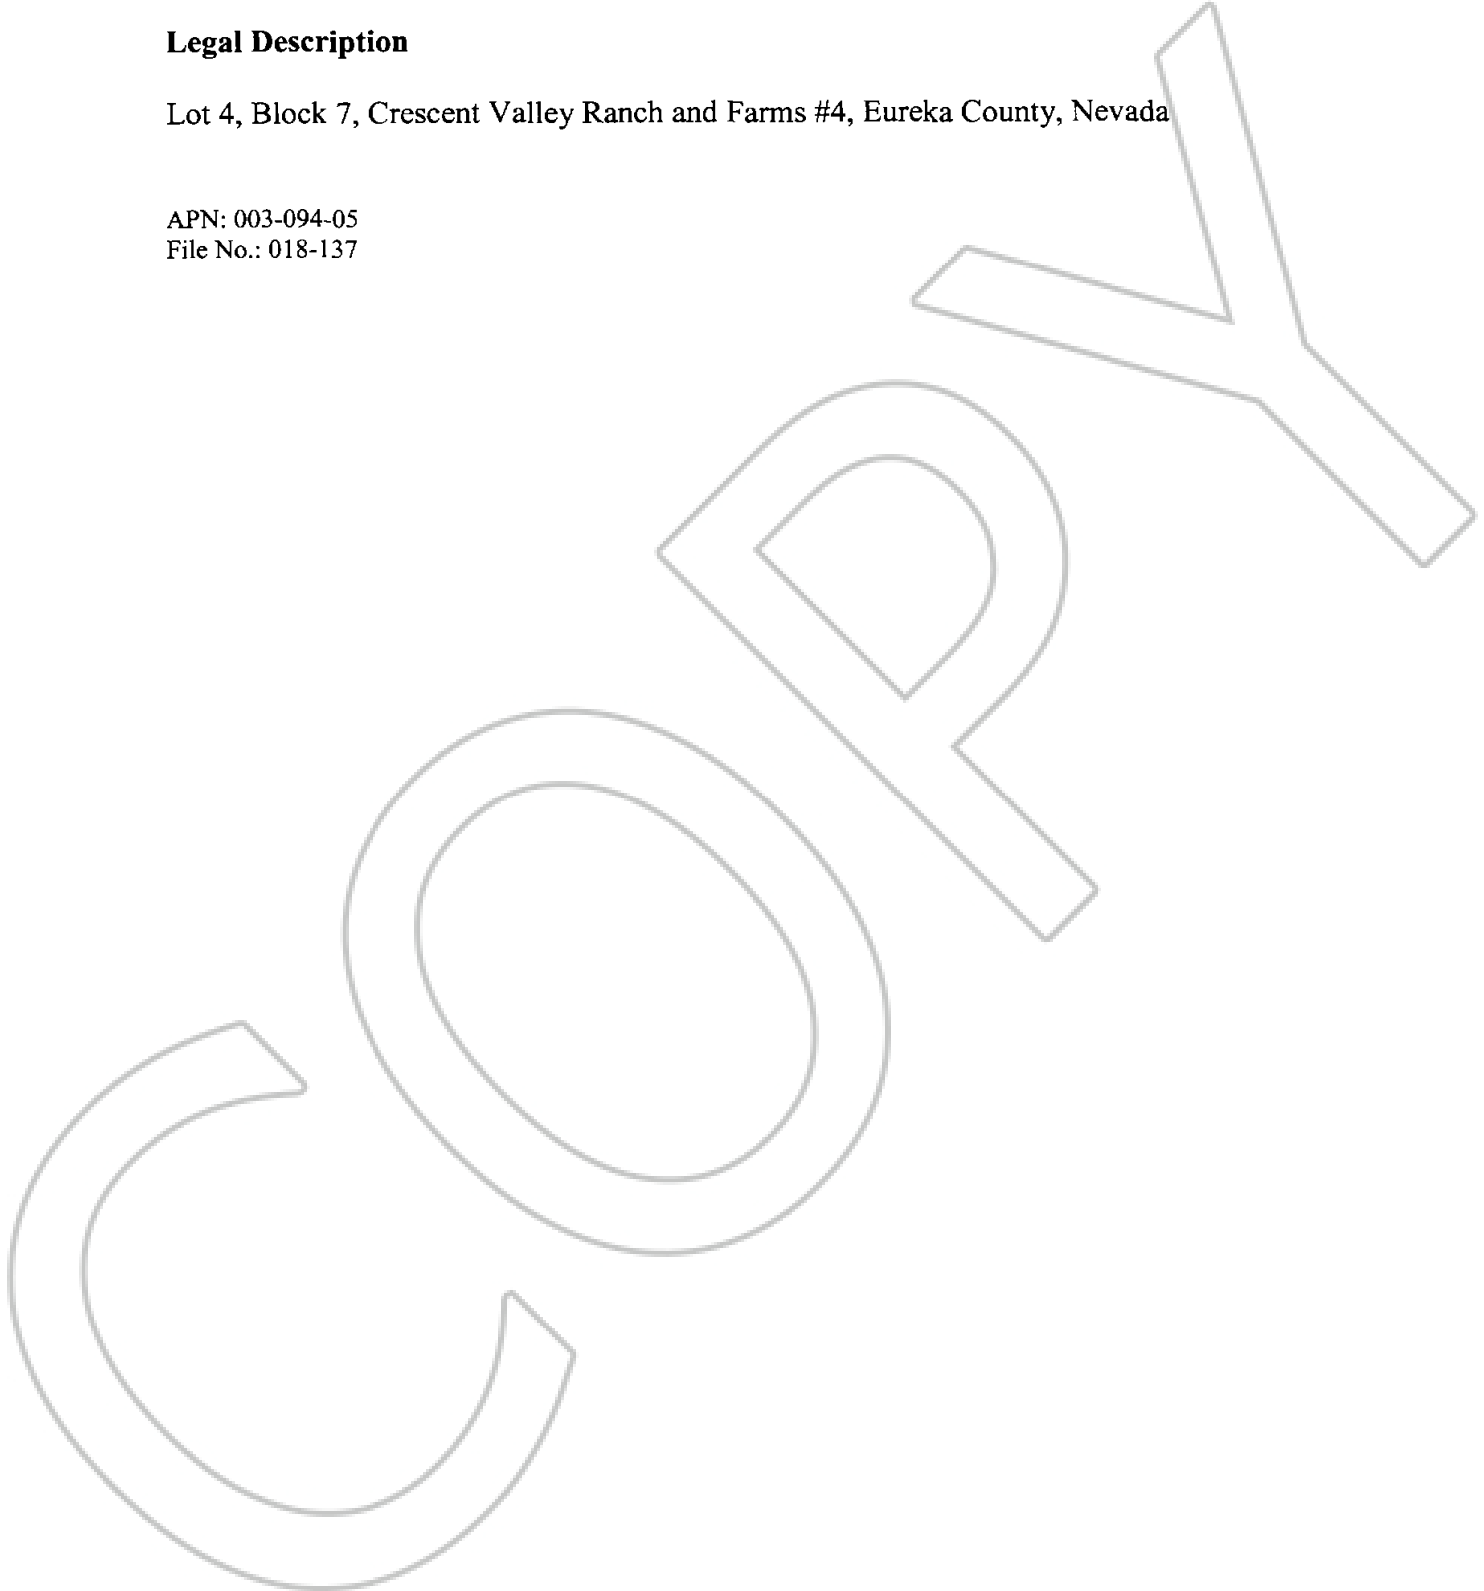 Legal Description
Lot 4, Block 7, Crescent Valley Ranch and Farms #4, Eureka County, Nevada
APN: 003-094-05
File No.: 018-137
COPY